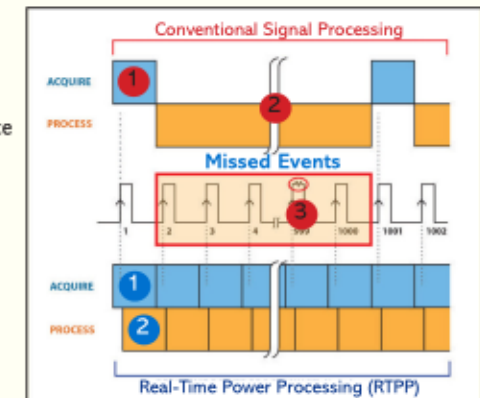 Conventional Signal Processing
ACQUIRE
1
2
PROCESS
Missed Events
3
1 2 3 4 999 1000 1001 1002
ACQUIRE
1
PROCESS
2
Real-Time Power Processing (RTPP)